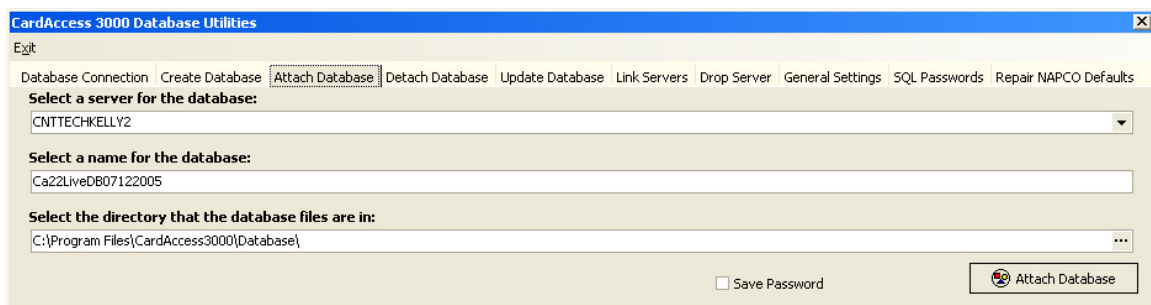 CardAccess 3000 Database Utilities
Exit
Database Connection Create Database Attach Database Detach Database Update Database Link Servers Drop Server General Settings SQL Passwords Repair NAPCO Defaults
Select a server for the database:
CNTTECHKELLY2
Select a name for the database:
Ca22LiveDB07122005
Select the directory that the database files are in:
C:\Program Files\CardAccess3000\Database\
...
Save Password Attach Database